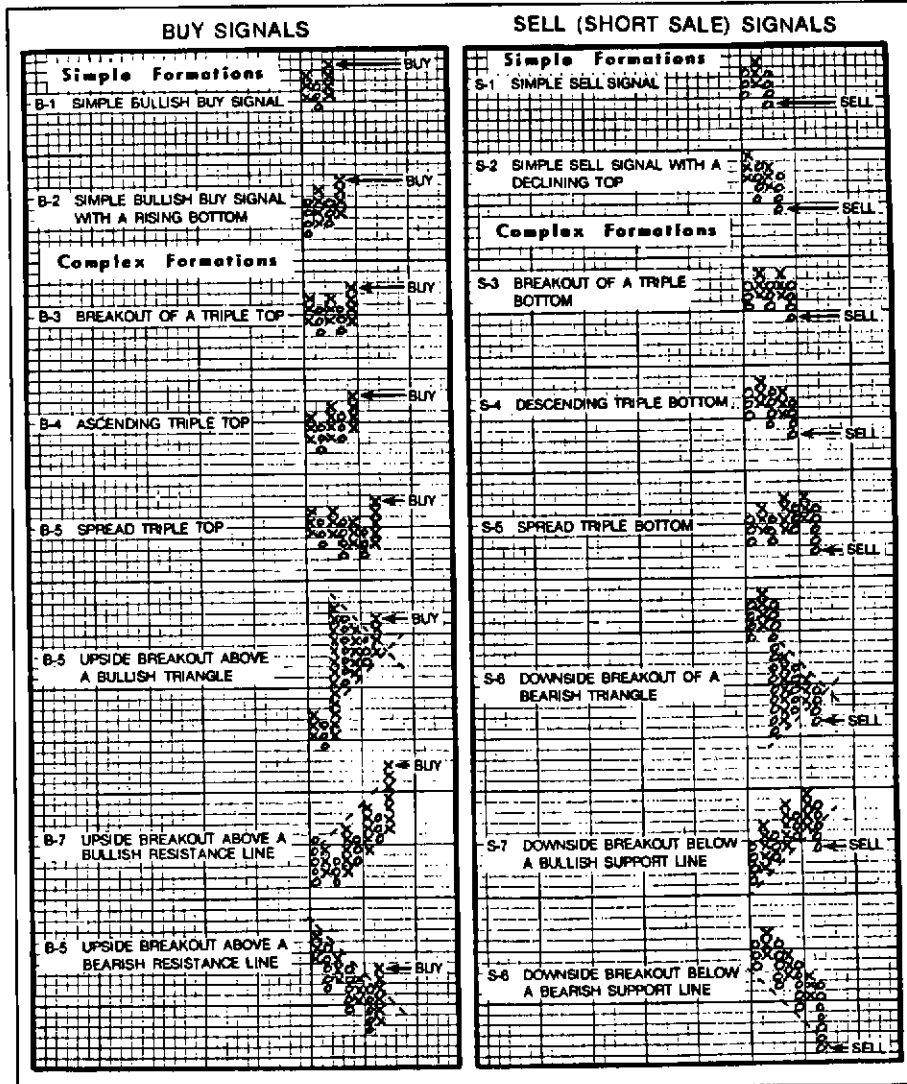 BUY SIGNALS
Simple Formations
BUY
B-1 SIMPLE BULLISH BUY SIGNAL
BUY
B-2 SIMPLE BULLISH BUY SIGNAL
WITH A RISING BOTTOM
Complex Formations
BUY
B-3 BREAKOUT OF A TRIPLE TOP
BUY
B-4 ASCENDING TRIPLE TOP
BUY
B-5 SPREAD TRIPLE TOP
BUY
B-5 UPSIDE BREAKOUT ABOVE
A BULLISH TRIANGLE
BUY
B-7 UPSIDE BREAKOUT ABOVE A
BULLISH RESISTANCE LINE
B-5 UPSIDE BREAKOUT ABOVE A
BEARISH RESISTANCE LINE
BUY
SELL (SHORT SALE) SIGNALS
Simple Formations
S-1 SIMPLE SELL SIGNAL
SELL
S-2 SIMPLE SELL SIGNAL WITH A
DECLINING TOP
SELL
Complex Formations
S-3 BREAKOUT OF A TRIPLE
BOTTOM
SELL
S-4 DESCENDING TRIPLE BOTTOM
SELL
S-5 SPREAD TRIPLE BOTTOM
SELL
S-6 DOWNSIDE BREAKOUT OF A
BEARISH TRIANGLE
SELL
S-7 DOWNSIDE BREAKOUT BELOW
A BULLISH SUPPORT LINE
SELL
S-8 DOWNSIDE BREAKOUT BELOW
A BEARISH SUPPORT LINE
SELL